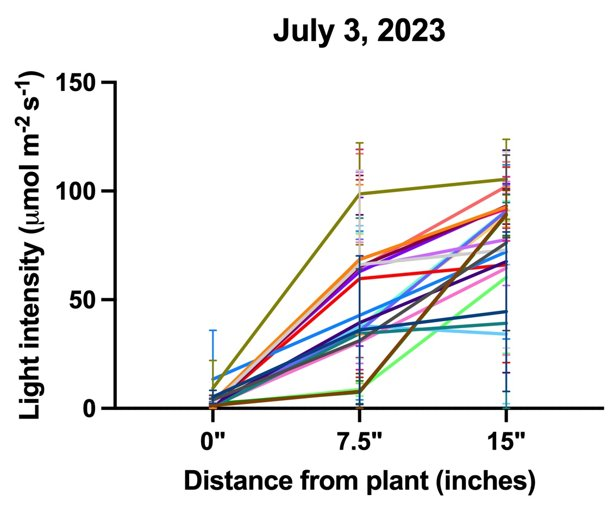 July 3, 2023
Light intensity (μmol m-2 s-1)
150
100
50
0
0" 7.5" 15"
Distance from plant (inches)